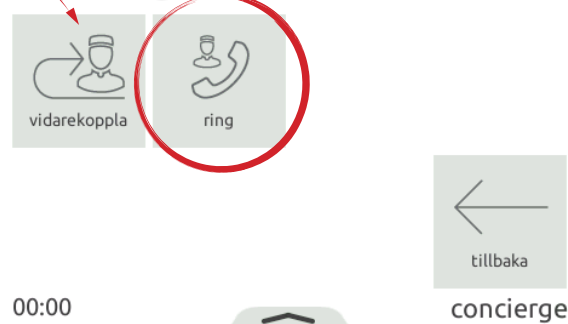 vidarekoppla
ring
tillbaka
00:00
concierge